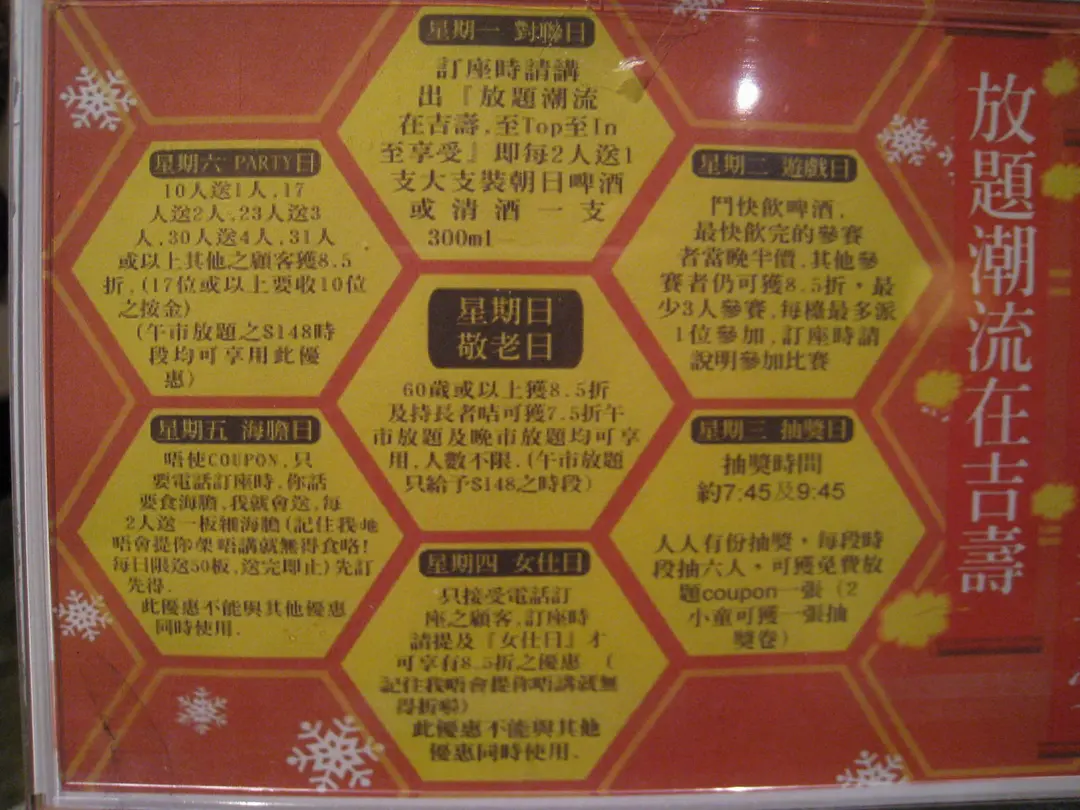 放題潮流在吉壽
星期一 對聯日
訂座時請講
出『放題潮流
在吉壽,至Top至In
至享受』即每2人送1
支大支裝朝日啤酒
或清酒一支
300ml
星期二 遊戲日
鬥快飲啤酒,
最快飲完的參賽
者當晚半價,其他參
賽者仍可獲8.5折。最
少3人參賽,每檯最多派
1位參加,訂座時請
說明參加比賽
星期三 抽獎日
抽獎時間
約7:45及9:45
人人有份抽獎,每段時
段抽六人,可獲免費放
題coupon一張(2
小童可獲一張抽
獎卷)
星期四 女仕日
只接受電話訂
座之顧客,訂座時
請提及『女仕日』才
可享有8.5折之優惠 (
記住我唔會提你唔講就無
得折啲)
此優惠不能與其他
優惠同時使用.
星期五 海膽日
唔使COUPON,只
要電話訂座時,你話
要食海膽,我就會送,每
2人送一板細海膽(記住我地
唔會提你架唔講就無得食咯!
每日限送50板,送完即止)先訂
先得.
此優惠不能與其他優惠
同時使用.
星期六 PARTY日
10人送1人,17
人送2人,23人送3
人,30人送4人,31人
或以上其他之顧客獲8.5
折,(17位或以上要收10位
之按金)
(午市放題之$148時
段均可享用此優
惠)
星期日
敬老日
60歲或以上獲8.5折
及持長者咭可獲7.5折午
市放題及晚市放題均可享
用,人數不限.(午市放題
只給予$148之時段)